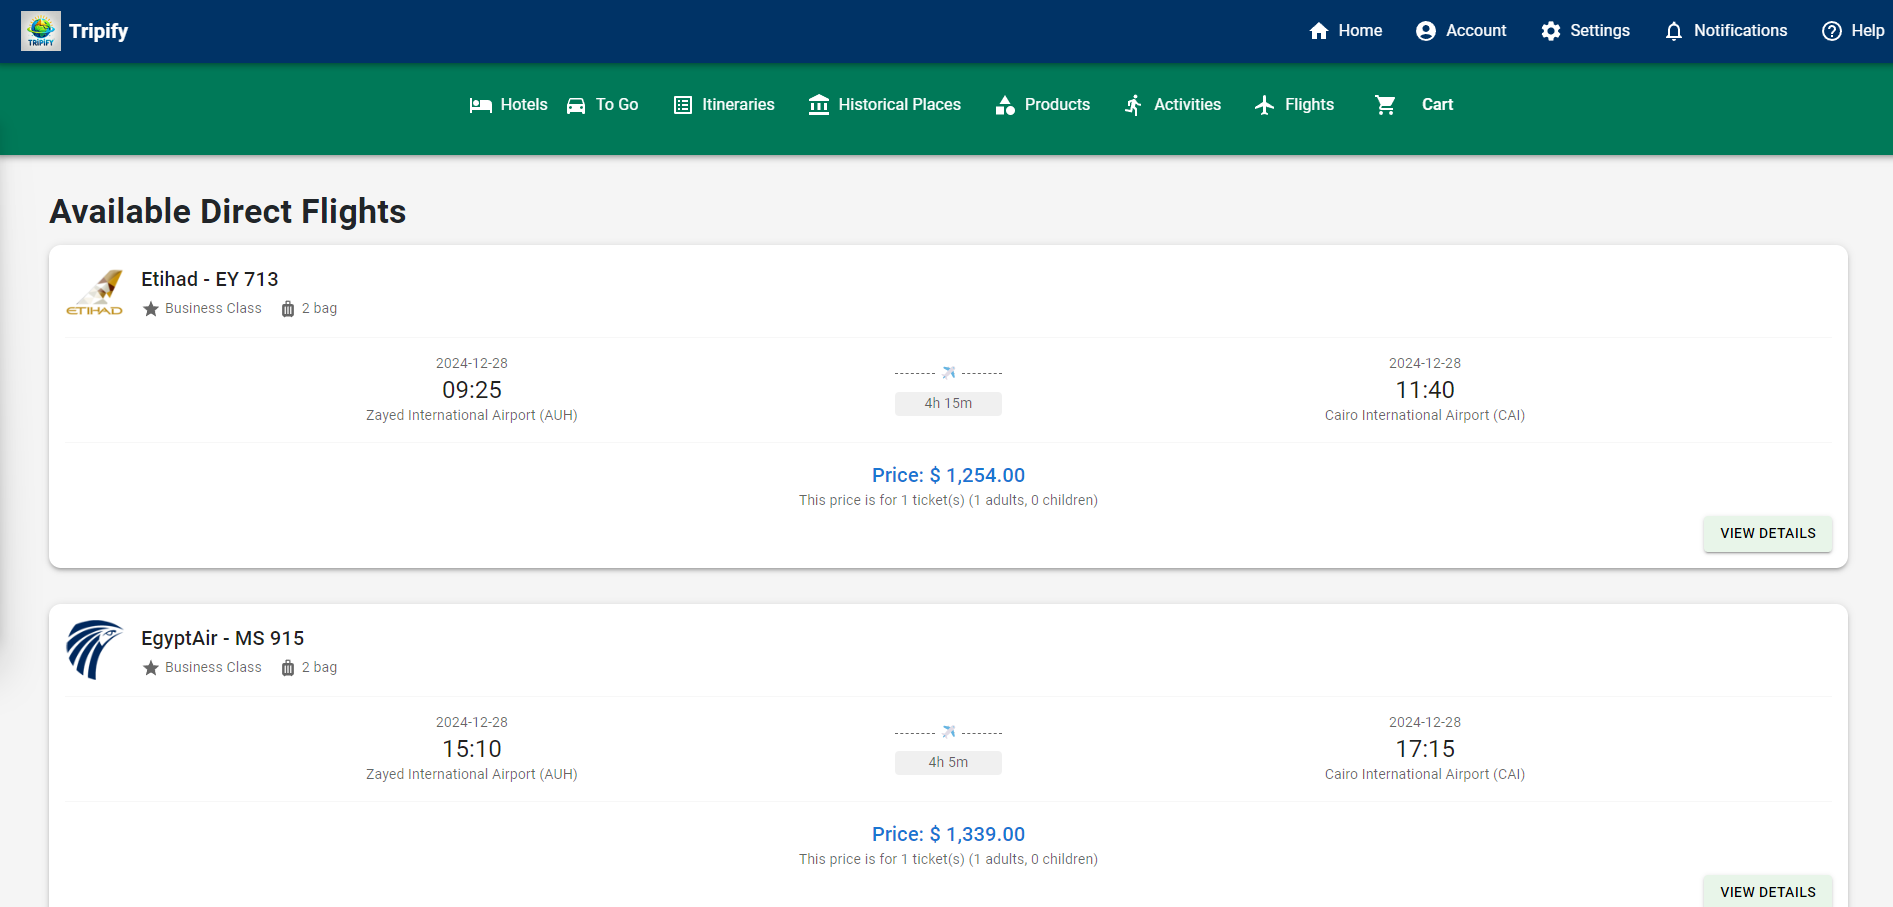 TRIPIFY
Tripify
Home Account Settings Notifications Help
Hotels To Go Itineraries Historical Places Products Activities Flights Cart
Available Direct Flights
ETIHAD
Etihad - EY 713
Business Class 2 bag
2024-12-28
09:25
Zayed International Airport (AUH)
4h 15m
2024-12-28
11:40
Cairo International Airport (CAI)
Price: $ 1,254.00
This price is for 1 ticket(s) (1 adults, 0 children)
VIEW DETAILS
EgyptAir - MS 915
Business Class 2 bag
2024-12-28
15:10
Zayed International Airport (AUH)
4h 5m
2024-12-28
17:15
Cairo International Airport (CAI)
Price: $ 1,339.00
This price is for 1 ticket(s) (1 adults, 0 children)
VIEW DETAILS